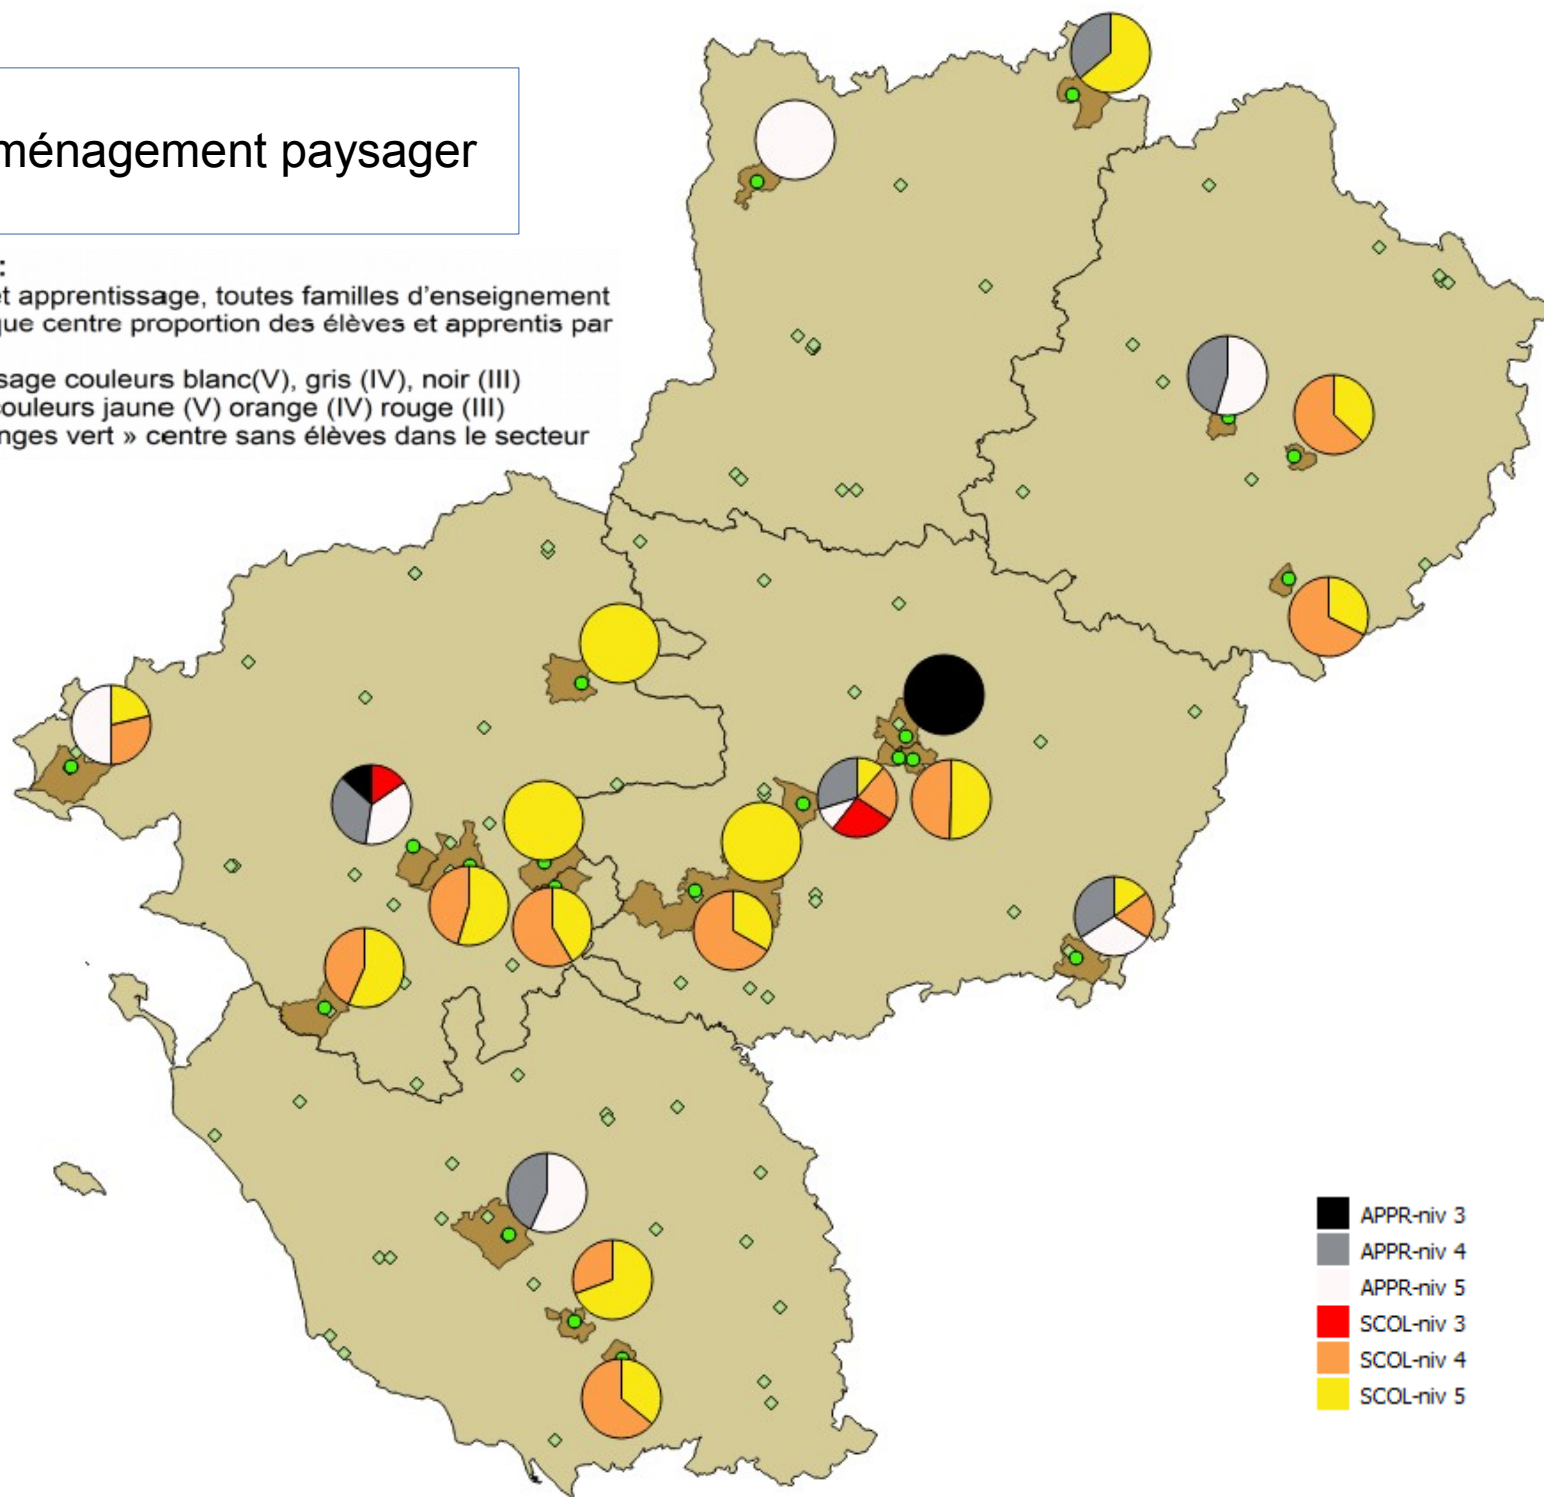 ménagement paysager
:
et apprentissage, toutes familles d'enseignement
que centre proportion des élèves et apprentis par
sage couleurs blanc(V), gris (IV), noir (III)
couleurs jaune (V) orange (IV) rouge (III)
nges vert » centre sans élèves dans le secteur
APPR-niv 3
APPR-niv 4
APPR-niv 5
SCOL-niv 3
SCOL-niv 4
SCOL-niv 5